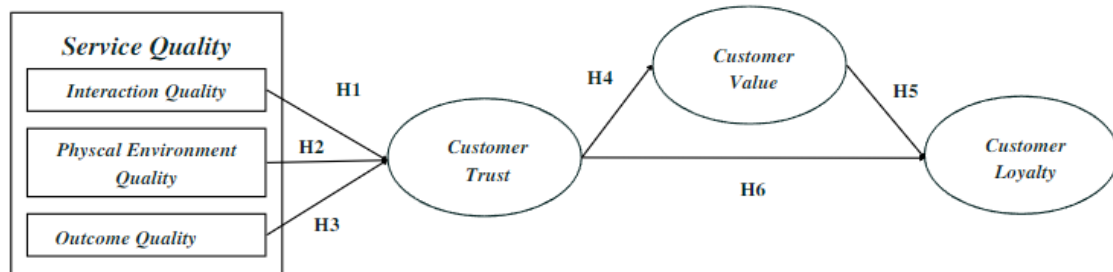 Service Quality
Interaction Quality
Physcal Environment
Quality
Outcome Quality
H1
H2
H3
Customer
Trust
H4
Customer
Value
H5
H6
Customer
Loyalty